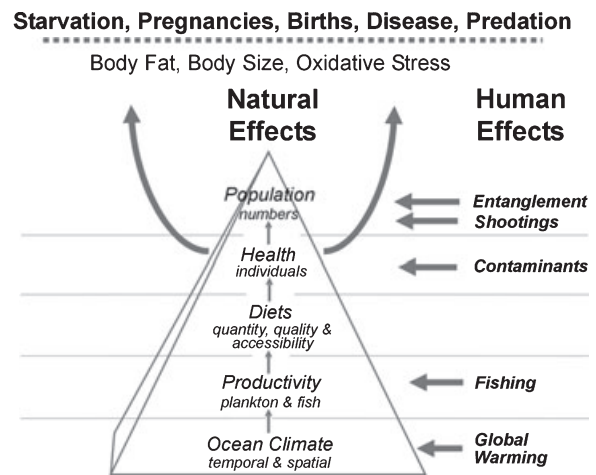 Starvation, Pregnancies, Births, Disease, Predation
Body Fat, Body Size, Oxidative Stress
Natural
Effects
Human
Effects
Population
numbers
Entanglement
Shootings
Health
individuals
Contaminants
Diets
quantity, quality &
accessibility
Productivity
plankton & fish
Fishing
Ocean Climate
temporal & spatial
Global
Warming